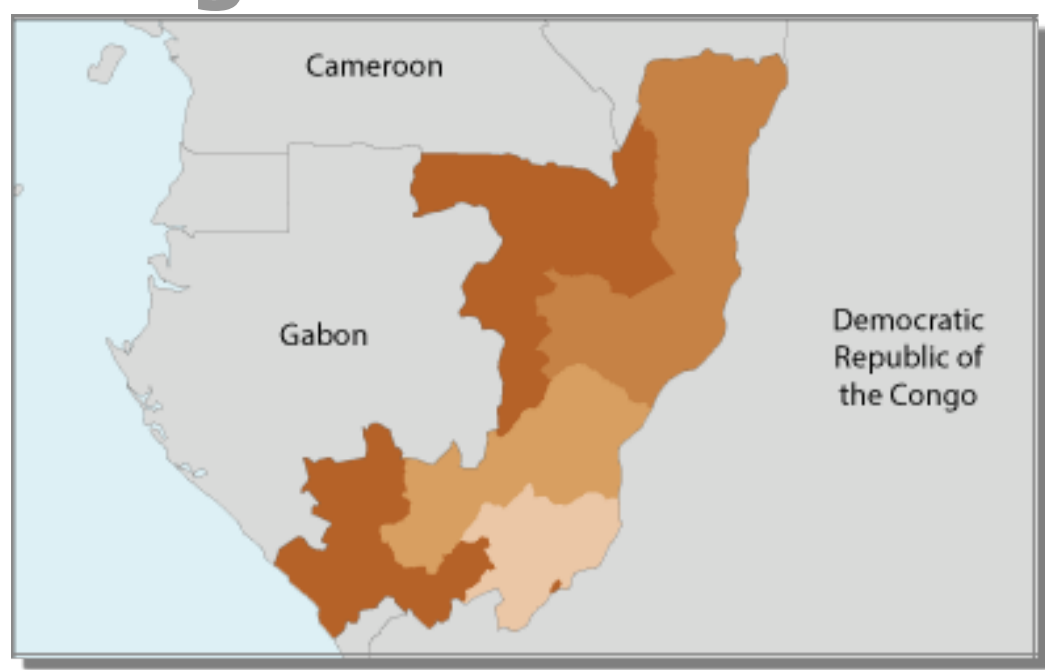 Cameroon
Gabon
Democratic
Republic of
the Congo